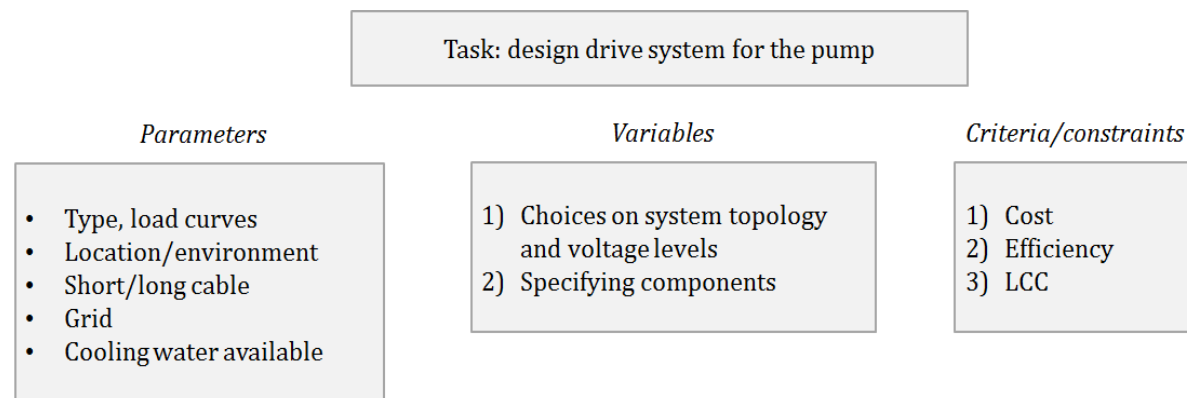 Task: design drive system for the pump
Parameters
• Type, load curves
• Location/environment
• Short/long cable
• Grid
• Cooling water available
Variables
1) Choices on system topology
and voltage levels
2) Specifying components
Criteria/constraints
1) Cost
2) Efficiency
3) LCC